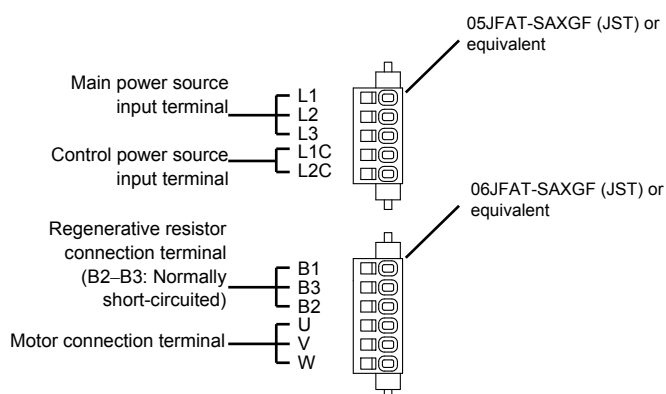 05JFAT-SAXGF (JST) or
equivalent
Main power source
input terminal
L1
L2
L3
Control power source
input terminal
L1C
L2C
06JFAT-SAXGF (JST) or
equivalent
Regenerative resistor
connection terminal
(B2–B3: Normally
short-circuited)
B1
B3
B2
Motor connection terminal
U
V
W